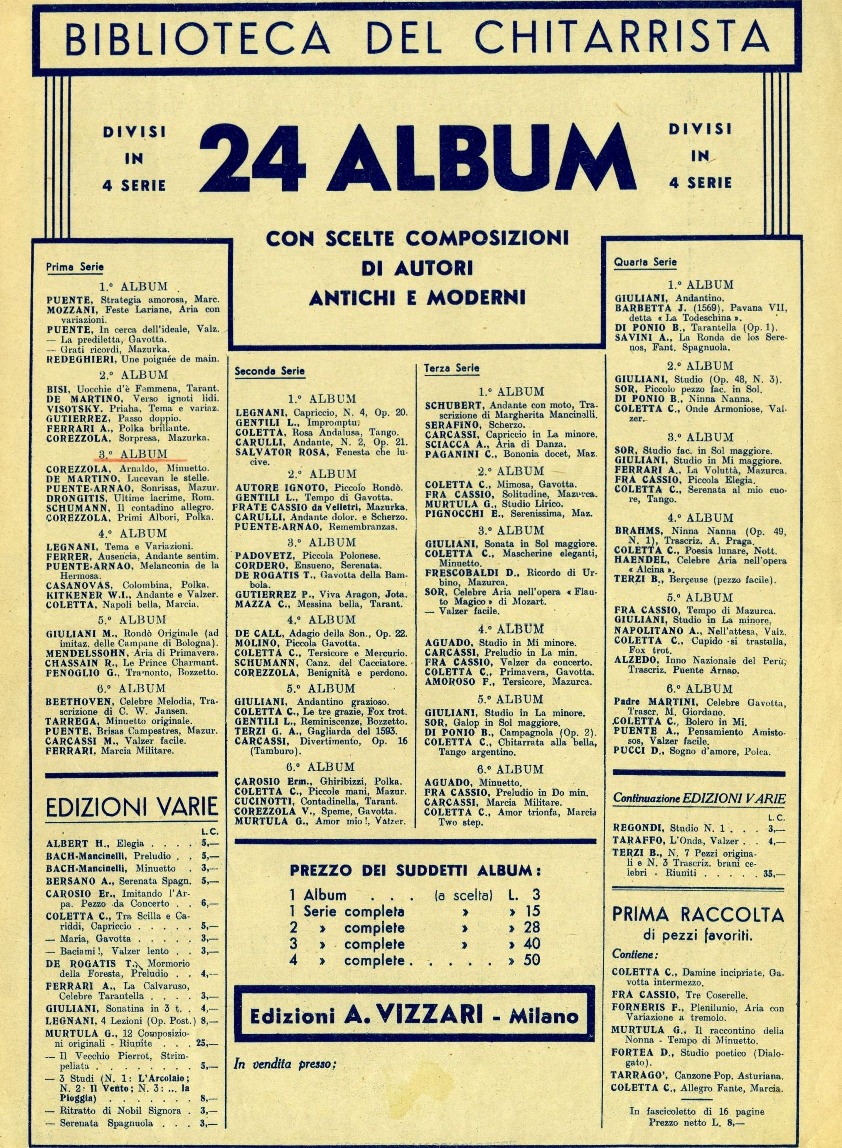 BIBLIOTECA DEL CHITARRISTA
DIVISI
IN
4 SERIE
24 ALBUM
DIVISI
IN
4 SERIE
CON SCELTE COMPOSIZIONI
DI AUTORI
ANTICHI E MODERNI
Prima Serie
1.º ALBUM
PUENTE, Strategia amorosa, Marc.
MOZZANI, Feste Lariane, Aria con
variazioni.
PUENTE, In cerca dell'ideale, Valz.
— La prediletta, Gavotta.
— Grati ricordi, Mazurka.
REDEGHIERI, Une poignée de main.
2.º ALBUM
BISI, Uocchie d'è Femmena, Tarant.
DE MARTINO, Verso ignoti lidi.
VISOTSKY, Priaha, Tema e variaz.
GUTIERREZ, Passo doppio.
FERRARI A., Polka brillante.
COREZZOLA, Sorpresa, Mazurka.
3.º ALBUM
COREZZOLA, Arnaldo, Minuetto.
DE MARTINO, Lucevan le stelle.
PUENTE-ARNAO, Sonrisas, Mazur.
DRONGITIS, Ultime lacrime, Rom.
SCHUMANN, Il contadino allegro.
COREZZOLA, Primi Albori, Polka.
4.º ALBUM
LEGNANI, Tema e Variazioni.
FERRER, Ausencia, Andante sentim.
PUENTE-ARNAO, Melanconia de la
Hermosa.
CASANOVAS, Colombina, Polka.
KITKENER W.I., Andante e Valzer.
COLETTA, Napoli bella, Marcia.
5.º ALBUM
GIULIANI M., Rondò Originale (ad
imitaz. delle Campane di Bologna).
MENDELSSOHN, Aria di Primavera.
CHASSAIN R., Le Prince Charmant.
FENOGLIO G., Tramonto, Bozzetto.
6.º ALBUM
BEETHOVEN, Celebre Melodia, Tra-
scrizione di C. W. Jansen.
TARREGA, Minuetto originale.
PUENTE, Brisas Campestres, Mazur.
CARCASSI M., Valzer facile.
FERRARI, Marcia Militare.
EDIZIONI VARIE
L.C.
ALBERT H., Elegia . . . . 5,—
BACH-Mancinelli, Preludio . . 5,—
BACH-Mancinelli, Minuetto . 3,—
BERSANO A., Serenata Spagn. 5,—
CAROSIO Er., Imitando l'Ar-
pa. Pezzo da Concerto . . 6,—
COLETTA C., Tra Scilla e Ca-
riddi, Capriccio . . . . . 5,—
— Maria, Gavotta . . . . 3,—
— Baciami!, Valzer lento . . 3,—
DE ROGATIS T., Mormorio
della Foresta, Preludio . . 4,—
FERRARI A., La Calvaruso,
Celebre Tarantella . . . . 3,—
GIULIANI, Sonatina in 3 t. . 4,—
LEGNANI, 4 Lezioni (Op. Post.) 8,—
MURTULA G., 12 Composizio-
ni originali - Riunite . . . 25,—
— Il Vecchio Pierrot, Strim-
pellata . . . . . . . 5,—
— 3 Studi (N. 1: L'Arcolaio;
N. 2: Il Vento; N. 3: ... la
Pioggia) . . . . . . . 8,—
— Ritratto di Nobil Signora . 3,—
— Serenata Spagnuola . . . 3,—
Seconda Serie
1.º ALBUM
LEGNANI, Capriccio, N. 4, Op. 20.
GENTILI L., Impromptu.
COLETTA, Rosa Andalusa, Tango.
CARULLI, Andante, N. 2, Op. 21.
SALVATOR ROSA, Fenesta che lu-
cive.
2.º ALBUM
AUTORE IGNOTO, Piccolo Rondò.
GENTILI L., Tempo di Gavotta.
FRATE CASSIO da Velletri, Mazurka.
CARULLI, Andante dolor. e Scherzo.
PUENTE-ARNAO, Remembranzas.
3.º ALBUM
PADOVETZ, Piccola Polonese.
CORDERO, Ensueno, Serenata.
DE ROGATIS T., Gavotta della Bam-
bola.
GUTIERREZ P., Viva Aragon, Jota.
MAZZA C., Messina bella, Tarant.
4.º ALBUM
DE CALL, Adagio della Son., Op. 22.
MOLINO, Piccola Gavotta.
COLETTA C., Tersicore e Mercurio.
SCHUMANN, Canz. del Cacciatore.
COREZZOLA, Benignità e perdono.
5.º ALBUM
GIULIANI, Andantino grazioso.
COLETTA C., Le tre grazie, Fox trot.
GENTILI L., Reminiscenze, Bozzetto.
TERZI G. A., Gagliarda del 1593.
CARCASSI, Divertimento, Op. 16
(Tamburo).
6.º ALBUM
CAROSIO Erm., Ghiribizzi, Polka.
COLETTA C., Piccole mani, Mazur.
CUCINOTTI, Contadinella, Tarant.
COREZZOLA V., Speme, Gavotta.
MURTULA G., Amor mio!, Valzer.
Terza Serie
1.º ALBUM
SCHUBERT, Andante con moto, Tra-
scrizione di Margherita Mancinelli.
SERAFINO, Scherzo.
CARCASSI, Capriccio in La minore.
SCIACCA A., Aria di Danza.
PAGANINI C., Bononia docet, Maz.
2.º ALBUM
COLETTA C., Mimosa, Gavotta.
FRA CASSIO, Solitudine, Mazurca.
MURTULA G., Studio Lirico.
PIGNOCCHI E., Serenissima, Maz.
3.º ALBUM
GIULIANI, Sonata in Sol maggiore.
COLETTA C., Mascherine eleganti,
Minuetto.
FRESCOBALDI D., Ricordo di Ur-
bino, Mazurca.
SOR, Celebre Aria nell'opera « Flau-
to Magico » di Mozart.
— Valzer facile.
4.º ALBUM
AGUADO, Studio in Mi minore.
CARCASSI, Preludio in La min.
FRA CASSIO, Valzer da concerto.
COLETTA C., Primavera, Gavotta.
AMOROSO F., Tersicore, Mazurca.
5.º ALBUM
GIULIANI, Studio in La minore.
SOR, Galop in Sol maggiore.
DI PONIO B., Campagnola (Op. 2).
COLETTA C., Chitarrata alla bella,
Tango argentino.
6.º ALBUM
AGUADO, Minuetto.
FRA CASSIO, Preludio in Do min.
CARCASSI, Marcia Militare.
COLETTA C., Amor trionfa, Marcia
Two step.
PREZZO DEI SUDDETTI ALBUM:
1 Album . . . (a scelta) L. 3
1 Serie completa » » 15
2 » complete » » 28
3 » complete » » 40
4 » complete . . . . . » 50
Edizioni A. VIZZARI - Milano
In vendita presso:
Quarta Serie
1.º ALBUM
GIULIANI, Andantino.
BARBETTA J. (1569), Pavana VII,
detta « La Todeschina ».
DI PONIO B., Tarantella (Op. 1).
SAVINI A., La Ronda de los Sere-
nos, Fant. Spagnuola.
2.º ALBUM
GIULIANI, Studio (Op. 48, N. 3).
SOR, Piccolo pezzo fac. in Sol.
DI PONIO B., Ninna Nanna.
COLETTA C., Onde Armoniose, Val-
zer.
3.º ALBUM
SOR, Studio fac. in Sol maggiore.
GIULIANI, Studio in Mi maggiore.
FERRARI A., La Voluttà, Mazurca.
FRA CASSIO, Piccola Elegia.
COLETTA C., Serenata al mio cuo-
re, Tango.
4.º ALBUM
BRAHMS, Ninna Nanna (Op. 49,
N. 1), Trascriz. A. Praga.
COLETTA C., Poesia lunare, Nott.
HAENDEL, Celebre Aria nell'opera
« Alcina ».
TERZI B., Berçeuse (pezzo facile).
5.º ALBUM
FRA CASSIO, Tempo di Mazurca.
GIULIANI, Studio in La minore.
NAPOLITANO A., Nell'attesa, Valz.
COLETTA C., Cupido si trastulla,
Fox trot.
ALZEDO, Inno Nazionale del Perù,
Trascriz. Puente Arnao.
6.º ALBUM
Padre MARTINI, Celebre Gavotta,
Trascr. M. Giordano.
COLETTA C., Bolero in Mi.
PUENTE A., Pensamento Amisto-
sos, Valzer facile.
PUCCI D., Sogno d'amore, Polca.
Continuazione EDIZIONI VARIE
L. C.
REGONDI, Studio N. 1 . . . 3,—
TARAFFO, L'Onda, Valzer . . 4,—
TERZI B., N. 7 Pezzi origina-
li e N. 3 Trascriz. brani ce-
lebri - Riuniti . . . . . 35,—
PRIMA RACCOLTA
di pezzi favoriti.
Contiene:
COLETTA C., Damine incipriate, Ga-
votta intermezzo.
FRA CASSIO, Tre Coserelle.
FORNERIS F., Plenilunio, Aria con
Variazione a tremolo.
MURTULA G., Il raccontino della
Nonna - Tempo di Minuetto.
FORTEA D., Studio poetico (Dialo-
gato).
TARRAGO', Canzone Pop. Asturiana.
COLETTA C., Allegro Fante, Marcia.
In fascicoletto di 16 pagine
Prezzo netto L. 8,—